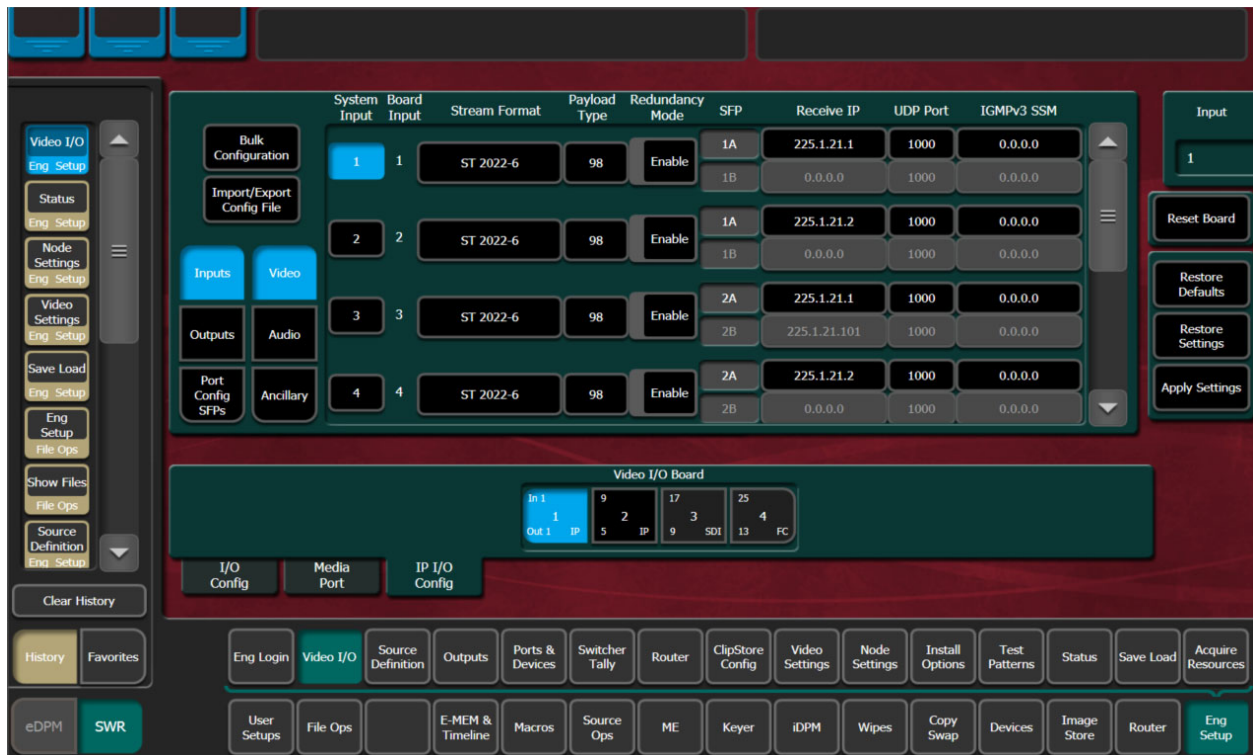 System Input
Board Input
Stream Format
Payload Type
Redundancy Mode
SFP
Receive IP
UDP Port
IGMPv3 SSM
1 1 ST 2022-6 98 Enable 1A 225.1.21.1 1000 0.0.0.0
1B 0.0.0.0 1000 0.0.0.0
2 2 ST 2022-6 98 Enable 1A 225.1.21.2 1000 0.0.0.0
1B 0.0.0.0 1000 0.0.0.0
3 3 ST 2022-6 98 Enable 2A 225.1.21.1 1000 0.0.0.0
2B 225.1.21.101 1000 0.0.0.0
4 4 ST 2022-6 98 Enable 2A 225.1.21.2 1000 0.0.0.0
2B 0.0.0.0 1000 0.0.0.0
Bulk
Configuration
Import/Export
Config File
Inputs
Video
Outputs
Audio
Port
Config
SFPs
Ancillary
Input
1
Reset Board
Restore
Defaults
Restore
Settings
Apply Settings
Video I/O
Eng Setup
Status
Eng Setup
Node
Settings
Eng Setup
Video
Settings
Eng Setup
Save Load
Eng Setup
Eng
Setup
File Ops
Show Files
File Ops
Source
Definition
Eng Setup
Clear History
History
Favorites
eDPM
SWR
Video I/O Board
In 1
1
Out 1 IP
9
2
5 IP
17
3
9 SDI
25
4
13 FC
I/O
Config
Media
Port
IP I/O
Config
Eng Login
Video I/O
Source
Definition
Outputs
Ports &
Devices
Switcher
Tally
Router
ClipStore
Config
Video
Settings
Node
Settings
Install
Options
Test
Patterns
Status
Save Load
Acquire
Resources
User
Setups
File Ops
E-MEM &
Timeline
Macros
Source
Ops
ME
Keyer
iDPM
Wipes
Copy
Swap
Devices
Image
Store
Router
Eng
Setup